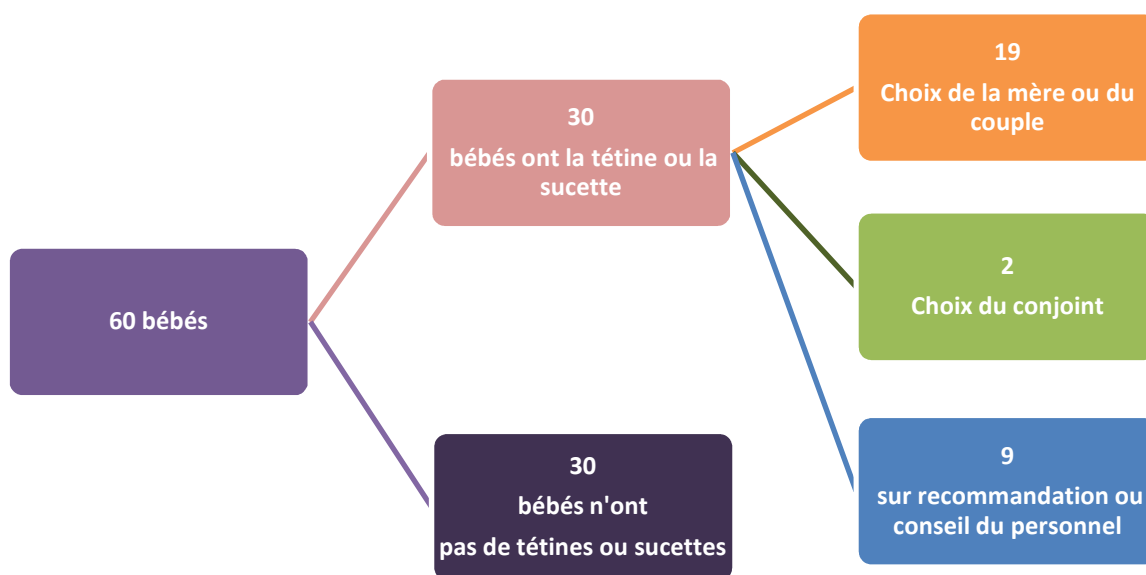 60 bébés
30
bébés ont la tétine ou la
sucette
30
bébés n'ont
pas de tétines ou sucettes
19
Choix de la mère ou du
couple
2
Choix du conjoint
9
sur recommandation ou
conseil du personnel